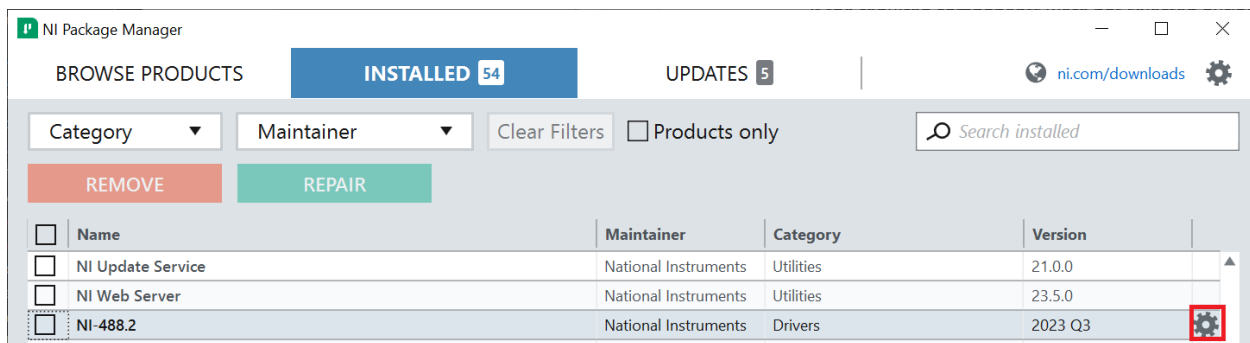 NI Package Manager
BROWSE PRODUCTS INSTALLED 54 UPDATES 5 ni.com/downloads
Category Maintainer Clear Filters Products only Search installed
REMOVE REPAIR
Name Maintainer Category Version
NI Update Service National Instruments Utilities 21.0.0
NI Web Server National Instruments Utilities 23.5.0
NI-488.2 National Instruments Drivers 2023 Q3